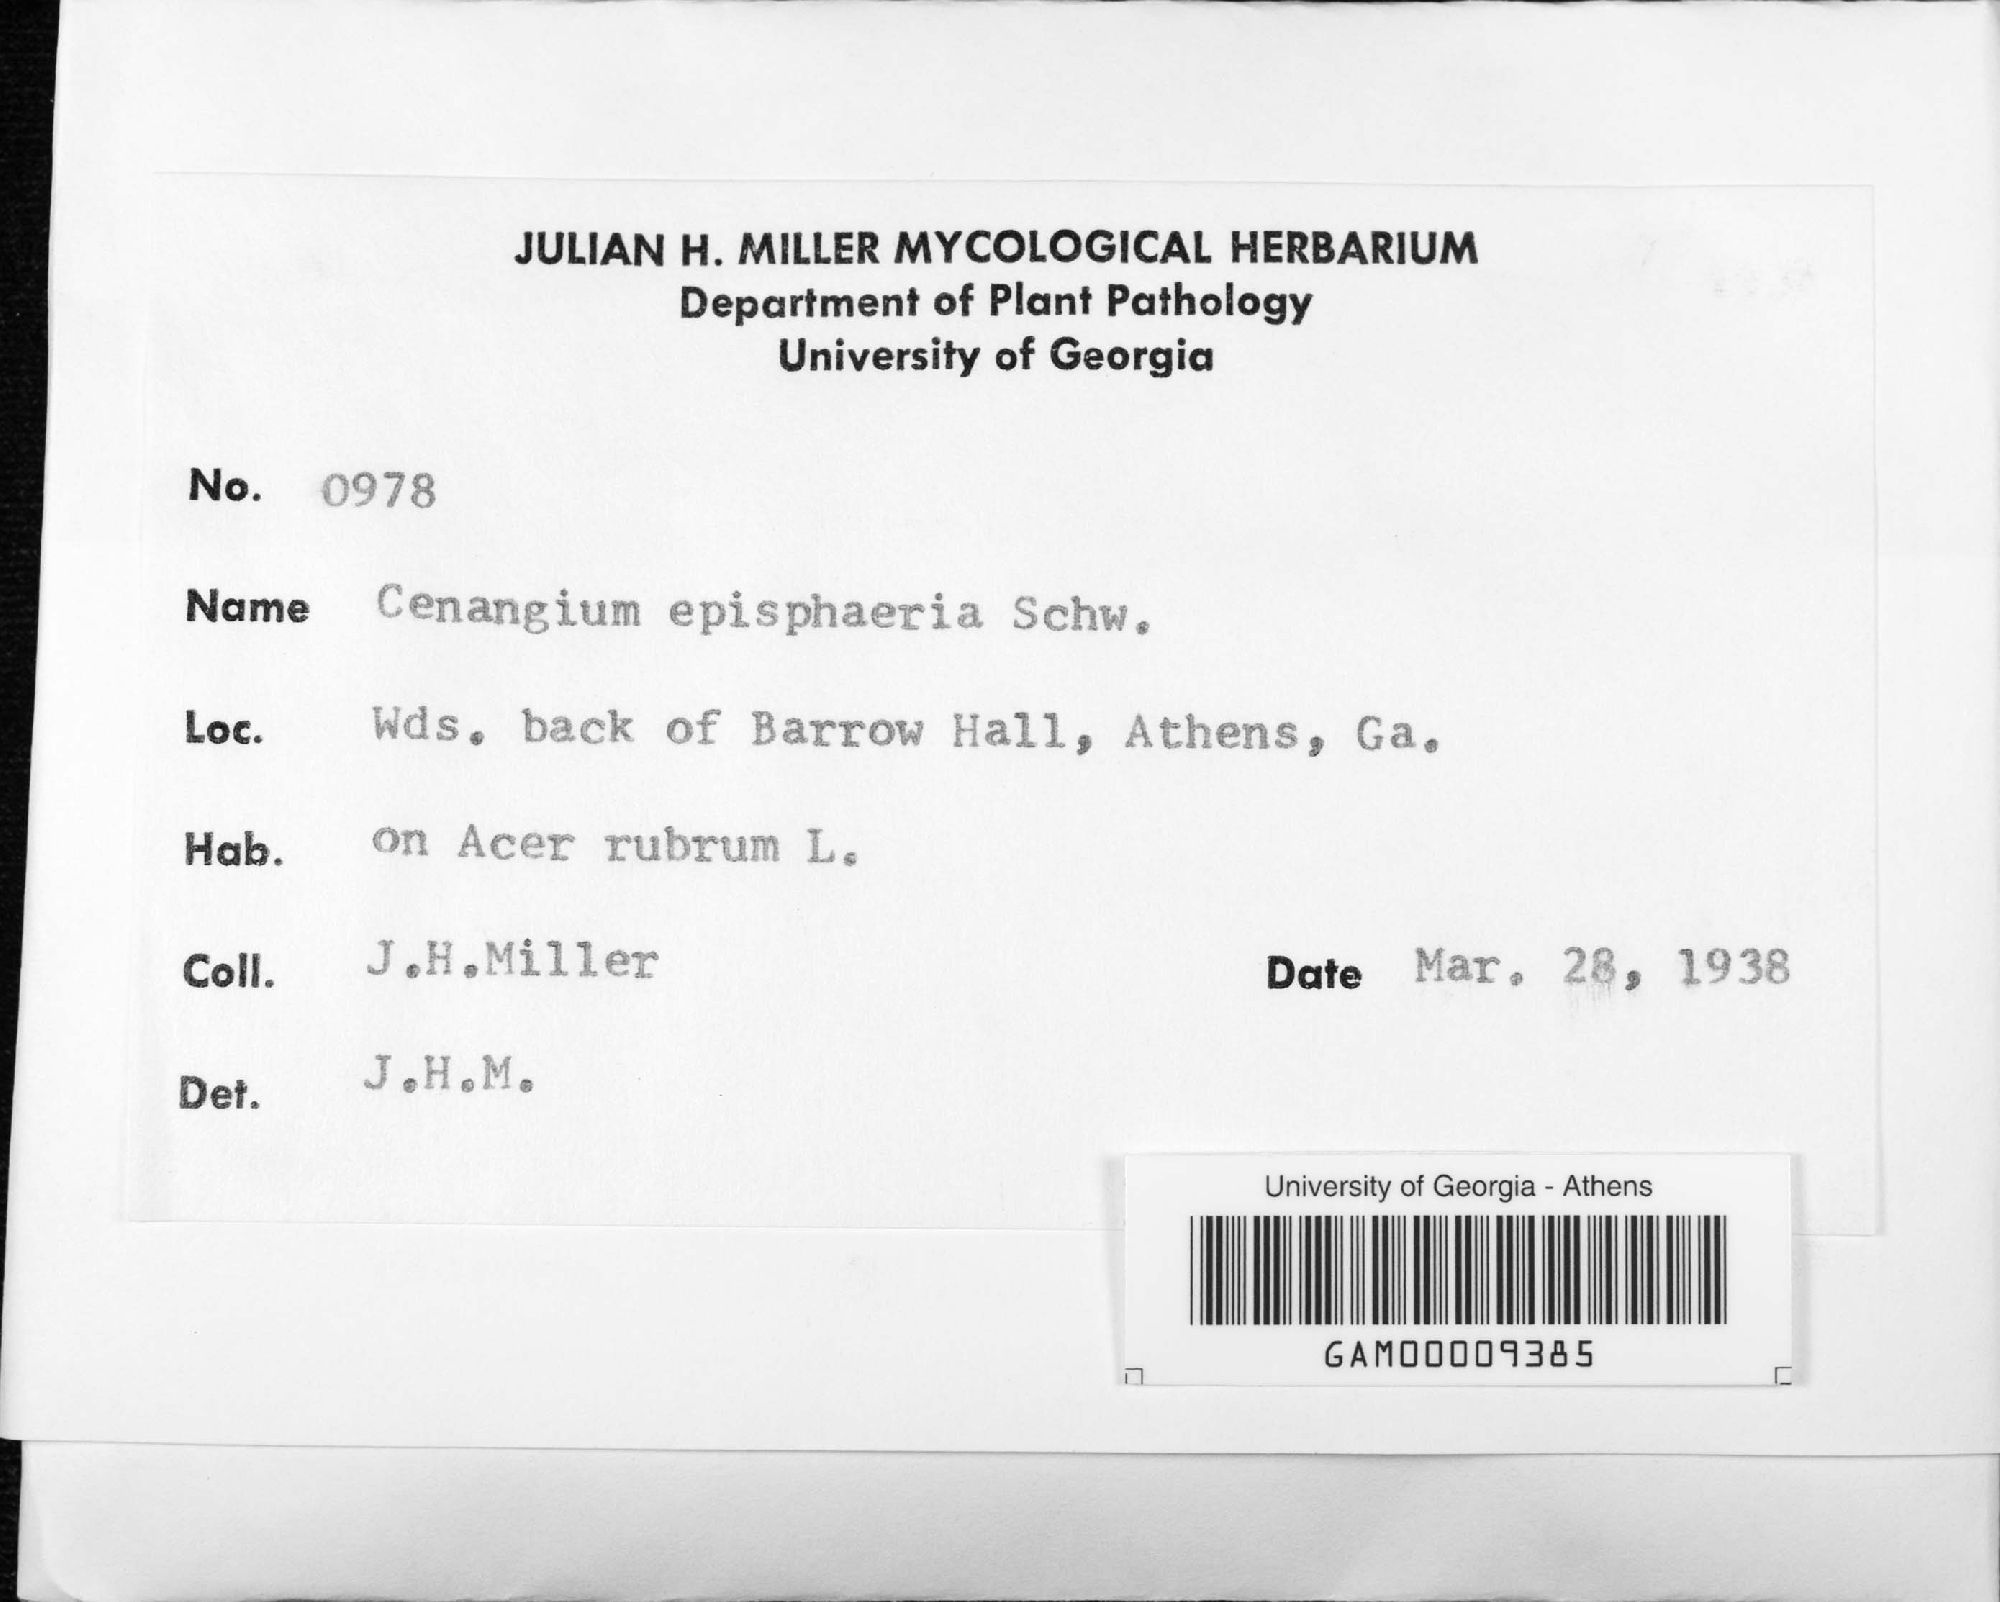 JULIAN H. MILLER MYCOLOGICAL HERBARIUM
Department of Plant Pathology
University of Georgia
No. 0978
Name Cenangium episphaeria Schw.
Loc. Wds. back of Barrow Hall, Athens, Ga.
Hab. on Acer rubrum L.
Coll. J.H.Miller Date Mar. 28, 1938
Det. J.H.M.
University of Georgia - Athens
GAM00009385